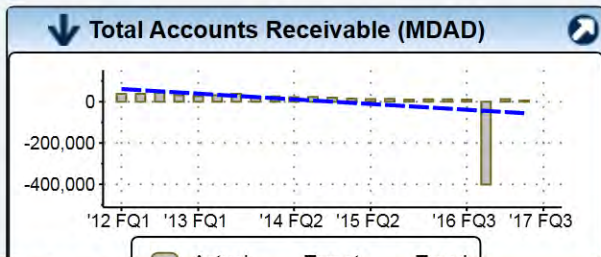 Total Accounts Receivable (MDAD)
0
-200,000
-400,000
'12 FQ1 '13 FQ1 '14 FQ2 '15 FQ2 '16 FQ3 '17 FQ3